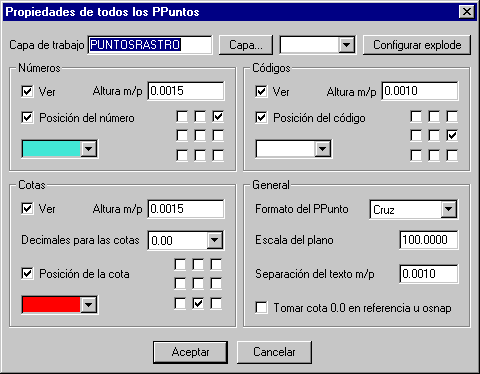 Propiedades de todos los PPuntos
Capa de trabajo PUNTOSRASTRO Capa... Configurar explode
Números
Ver Altura m/p 0.0015
Posición del número
Códigos
Ver Altura m/p 0.0010
Posición del código
Cotas
Ver Altura m/p 0.0015
Decimales para las cotas 0.00
Posición de la cota
General
Formato del PPunto Cruz
Escala del plano 100.0000
Separación del texto m/p 0.0010
Tomar cota 0.0 en referencia u osnap
Aceptar Cancelar